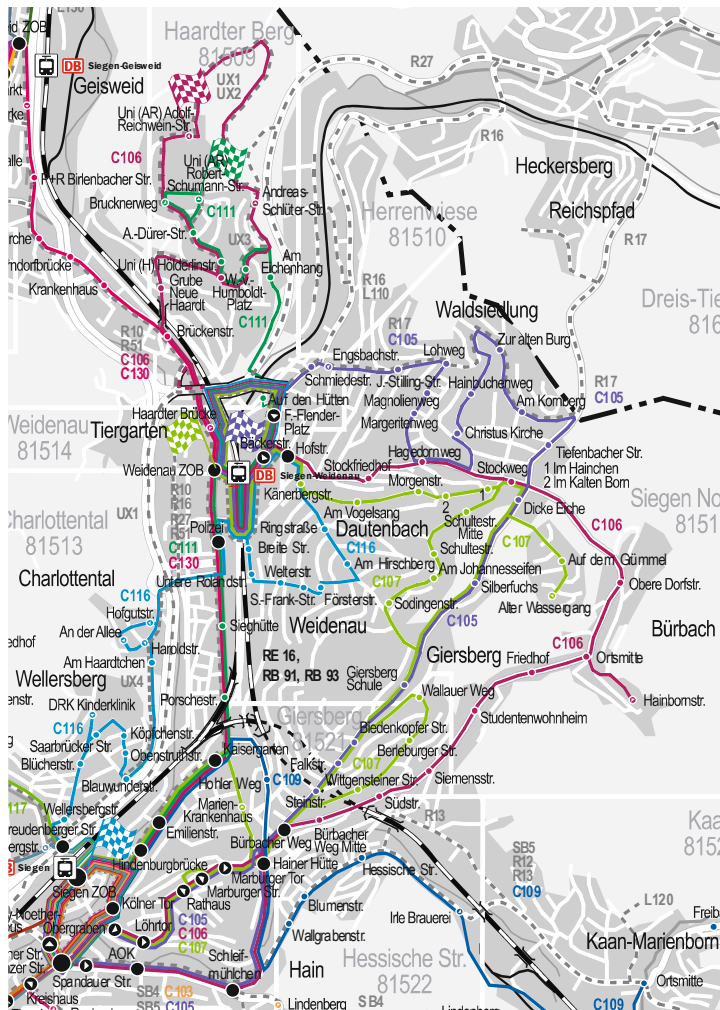 L130
Haardter Berg
81509
R27
Siegen-Geisweid
DB
Geisweid
UX1
UX2
Uni (AR) Adolf-
Reichwein-Str.
R16
C106
Uni (AR)
Robert-
Schumann-Str.
Heckersberg
P+R Birlenbacher Str.
Andreas-
Schlüter-Str.
Brucknerweg
C111
Reichspfad
Herrenwiese
81510
A-Dürer-Str.
UX3
R17
Am
Eichenhang
Uni (H) Hölderlinstr.
W.-v.-
Humboldt-
Platz
Grube
Neue
Haardt
R16
L110
Krankenhaus
Dreis-Tie
816
Waldsiedlung
C111
R17
C105
Brückenstr.
R10
R51
C106
C130
Zur alten Burg
Engsbachstr.
Lohweg
Schmiedestr.
J.-Stilling-Str.
Hainbuchenweg
R17
C105
Auf den Hütten
Magnolienweg
Am Kornberg
Haardter Brücke
F.-Flender-
Platz
Margeritenweg
Weidenau
81514
Tiergarten
Bäckerstr.
Christus Kirche
Hofstr.
Hagedornweg
Tiefenbacher Str.
1 Im Hainchen
2 Im Kalten Born
Weidenau ZOB
DB
Siegen-Weidenau
Stockfriedhof
Stockweg
Känerbergstr.
Morgenstr.
1
2
Siegen No
8151
R10
R16
R27
R51
C111
C130
UX1
Am Vogelsang
Dicke Eiche
Charlottental
81513
Polizei
Ringstraße
Dautenbach
Schultestr.
Mitte
C106
C107
Breite Str.
C116
Schultestr.
Am Hirschberg
Auf dem Gümmel
Charlottental
Unters Rolandstr.
Welterstr.
Am Johannesseifen
Obere Dorfstr.
C116
S.-Frank-Str.
Försterstr.
C107
Silberfuchs
Hofgutstr.
Sodingenstr.
Alter Wassergang
An der Allee
Sieghütte
Weidenau
C105
Bürbach
Haroldstr.
C106
Am Haardtchen
RE 16,
RB 91, RB 93
Giersberg
Friedhof
Ortsmitte
Wellersberg
UX4
Giersberg
Schule
Wallauer Weg
DRK Kinderklinik
Porschestr.
Hainbornstr.
C116
Köpfchenstr.
Giersberg
81521
Biedenkopfer Str.
Studentenwohnheim
Saarbrücker Str.
Obenstruthstr.
Kaisergarten
Berleburger Str.
Blücherstr.
Falkstr.
C107
Blauwunderstr.
Hohler Weg
C109
Wittgensteiner Str.
Siemensstr.
Marien-
Krankenhaus
Steinstr.
Südstr.
Wellersbergstr.
Emilienstr.
R13
Bürbacher Weg
Bürbacher
Weg Mitte
Hindenburgbrücke
Hainer Hütte
SB5
R12
R13
C109
Siegen
Marburger Tor
Hessische Str.
Siegen ZOB
Marburger Str.
Rathaus
Kölner Tor
Blumenstr.
L120
Obergraben
Löhrtor
C105
C106
C107
Irle Brauerei
Wallgrabenstr.
Kaan-Marienborn
AOK
Schleif-
mühlchen
Hessische Str.
81522
Hain
Spandauer Str.
Ortsmitte
Kreishaus
SB4
C103
SB5
C105
Lindenberg
SB4
C109